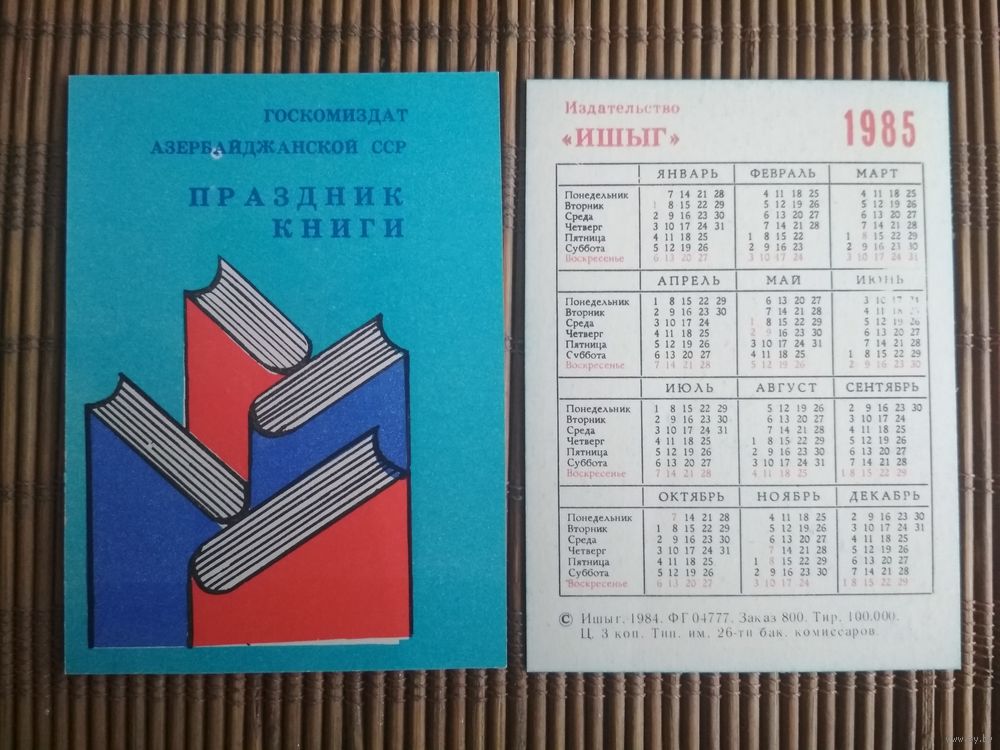 ГОСКОМИЗДАТ
АЗЕРБАЙДЖАНСКОЙ ССР
ПРАЗДНИК
КНИГИ
Издательство
«ИШЫГ»
1985
ЯНВАРЬ ФЕВРАЛЬ МАРТ
Понедельник 7 14 21 28 4 11 18 25 4 11 18 25
Вторник 1 8 15 22 29 5 12 19 26 5 12 19 26
Среда 2 9 16 23 30 6 13 20 27 6 13 20 27
Четверг 3 10 17 24 31 7 14 21 28 7 14 21 28
Пятница 4 11 18 25 1 8 15 22 1 8 15 22 29
Суббота 5 12 19 26 2 9 16 23 2 9 16 23 30
Воскресенье 6 13 20 27 3 10 17 24 3 10 17 24 31
АПРЕЛЬ МАЙ ИЮНЬ
Понедельник 1 8 15 22 29 6 13 20 27 3 10 17 24
Вторник 2 9 16 23 30 7 14 21 28 4 11 18 25
Среда 3 10 17 24 1 8 15 22 29 5 12 19 26
Четверг 4 11 18 25 2 9 16 23 30 6 13 20 27
Пятница 5 12 19 26 3 10 17 24 31 7 14 21 28
Суббота 6 13 20 27 4 11 18 25 1 8 15 22 29
Воскресенье 7 14 21 28 5 12 19 26 2 9 16 23 30
ИЮЛЬ АВГУСТ СЕНТЯБРЬ
Понедельник 1 8 15 22 29 5 12 19 26 2 9 16 23 30
Вторник 2 9 16 23 30 6 13 20 27 3 10 17 24
Среда 3 10 17 24 31 7 14 21 28 4 11 18 25
Четверг 4 11 18 25 1 8 15 22 29 5 12 19 26
Пятница 5 12 19 26 2 9 16 23 30 6 13 20 27
Суббота 6 13 20 27 3 10 17 24 31 7 14 21 28
Воскресенье 7 14 21 28 4 11 18 25 1 8 15 22 29
ОКТЯБРЬ НОЯБРЬ ДЕКАБРЬ
Понедельник 7 14 21 28 4 11 18 25 2 9 16 23 30
Вторник 1 8 15 22 29 5 12 19 26 3 10 17 24 31
Среда 2 9 16 23 30 6 13 20 27 4 11 18 25
Четверг 3 10 17 24 31 7 14 21 28 5 12 19 26
Пятница 4 11 18 25 1 8 15 22 29 6 13 20 27
Суббота 5 12 19 26 2 9 16 23 30 7 14 21 28
Воскресенье 6 13 20 27 3 10 17 24 1 8 15 22 29
© Ишыг. 1984. ФГ 04777. Заказ 800. Тир. 100.000.
Ц. 3 коп. Тип. им. 26-ти бак. комиссаров.